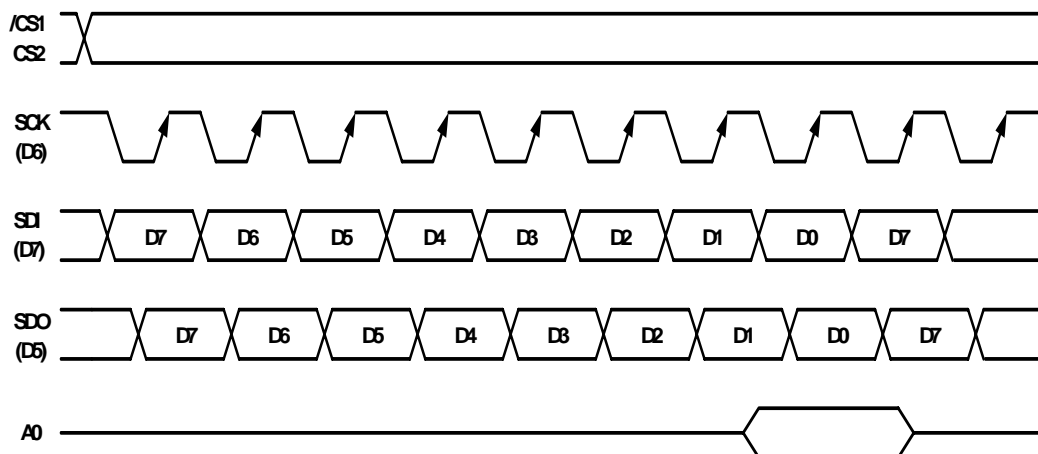 /CS1
CS2
SCK
(D6)
SDI
(D7)
D7 D6 D5 D4 D3 D2 D1 D0 D7
SDO
(D5)
D7 D6 D5 D4 D3 D2 D1 D0 D7
A0